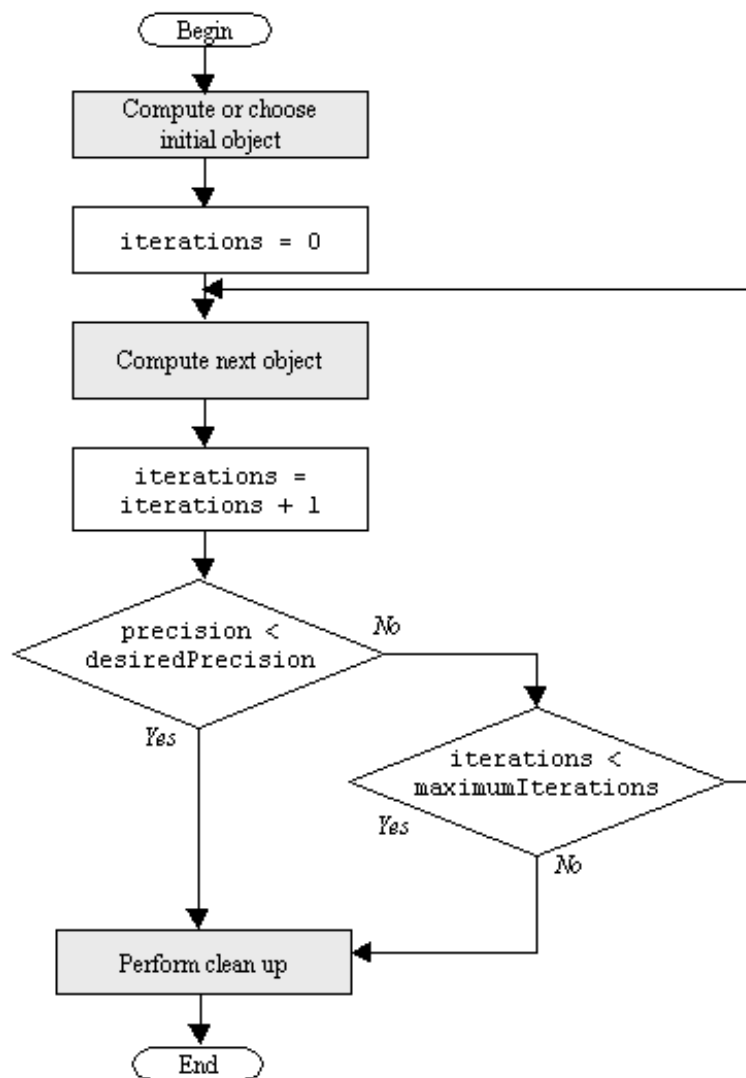 Begin
Compute or choose
initial object
iterations = 0
Compute next object
iterations =
iterations + 1
precision <
desiredPrecision
No
Yes
iterations <
maximumIterations
Yes
No
Perform clean up
End